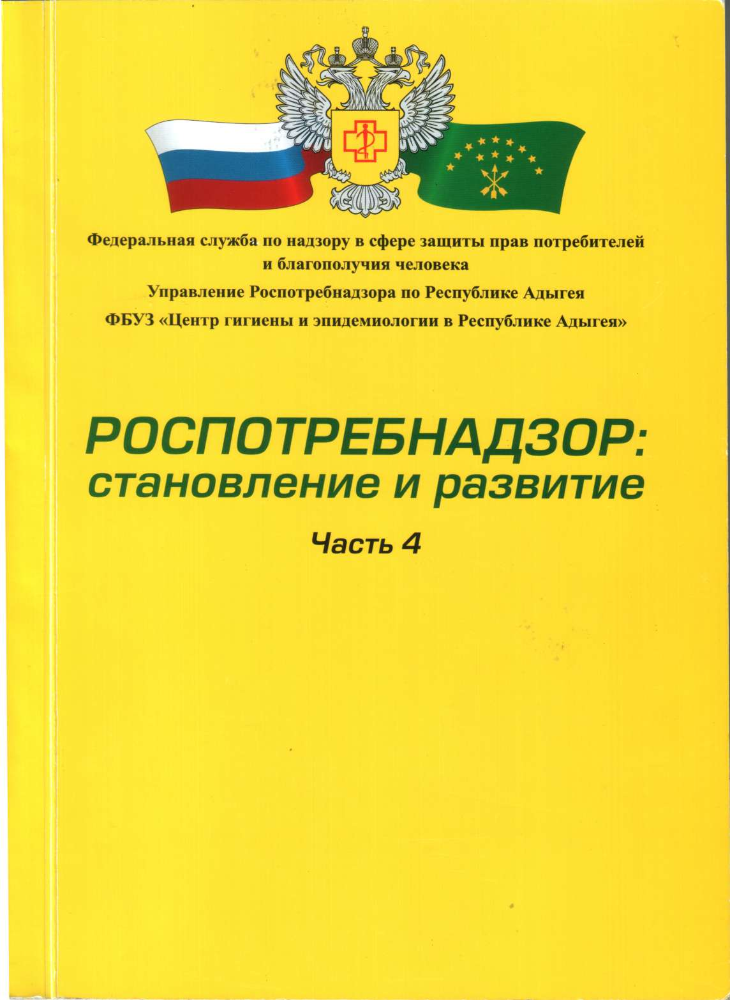 Федеральная служба по надзору в сфере защиты прав потребителей
и благополучия человека
Управление Роспотребнадзора по Республике Адыгея
ФБУЗ «Центр гигиены и эпидемиологии в Республике Адыгея»
РОСПОТРЕБНАДЗОР:
становление и развитие
Часть 4